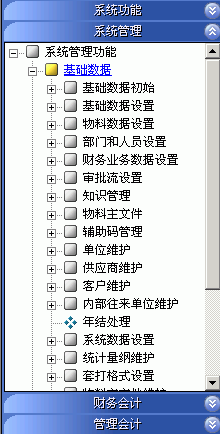 系统功能
系统管理
系统管理功能
基础数据
基础数据初始
基础数据设置
物料数据设置
部门和人员设置
财务业务数据设置
审批流设置
知识管理
物料主文件
辅助码管理
单位维护
供应商维护
客户维护
内部往来单位维护
年结处理
系统数据设置
统计量纲维护
套打格式设置
财务会计
管理会计